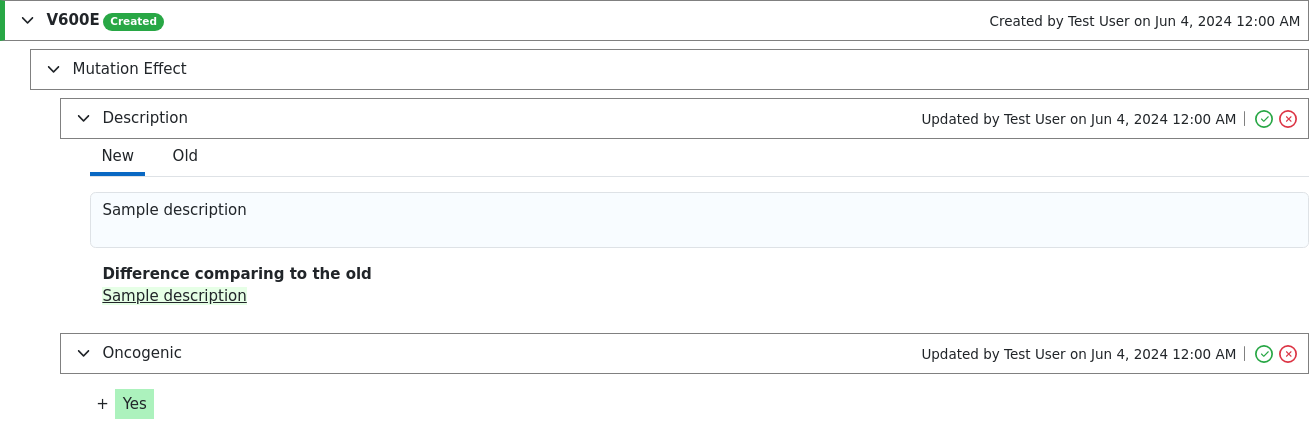 V600E Created Created by Test User on Jun 4, 2024 12:00 AM
Mutation Effect
Description Updated by Test User on Jun 4, 2024 12:00 AM
New Old
Sample description
Difference comparing to the old
Sample description
Oncogenic Updated by Test User on Jun 4, 2024 12:00 AM
+ Yes